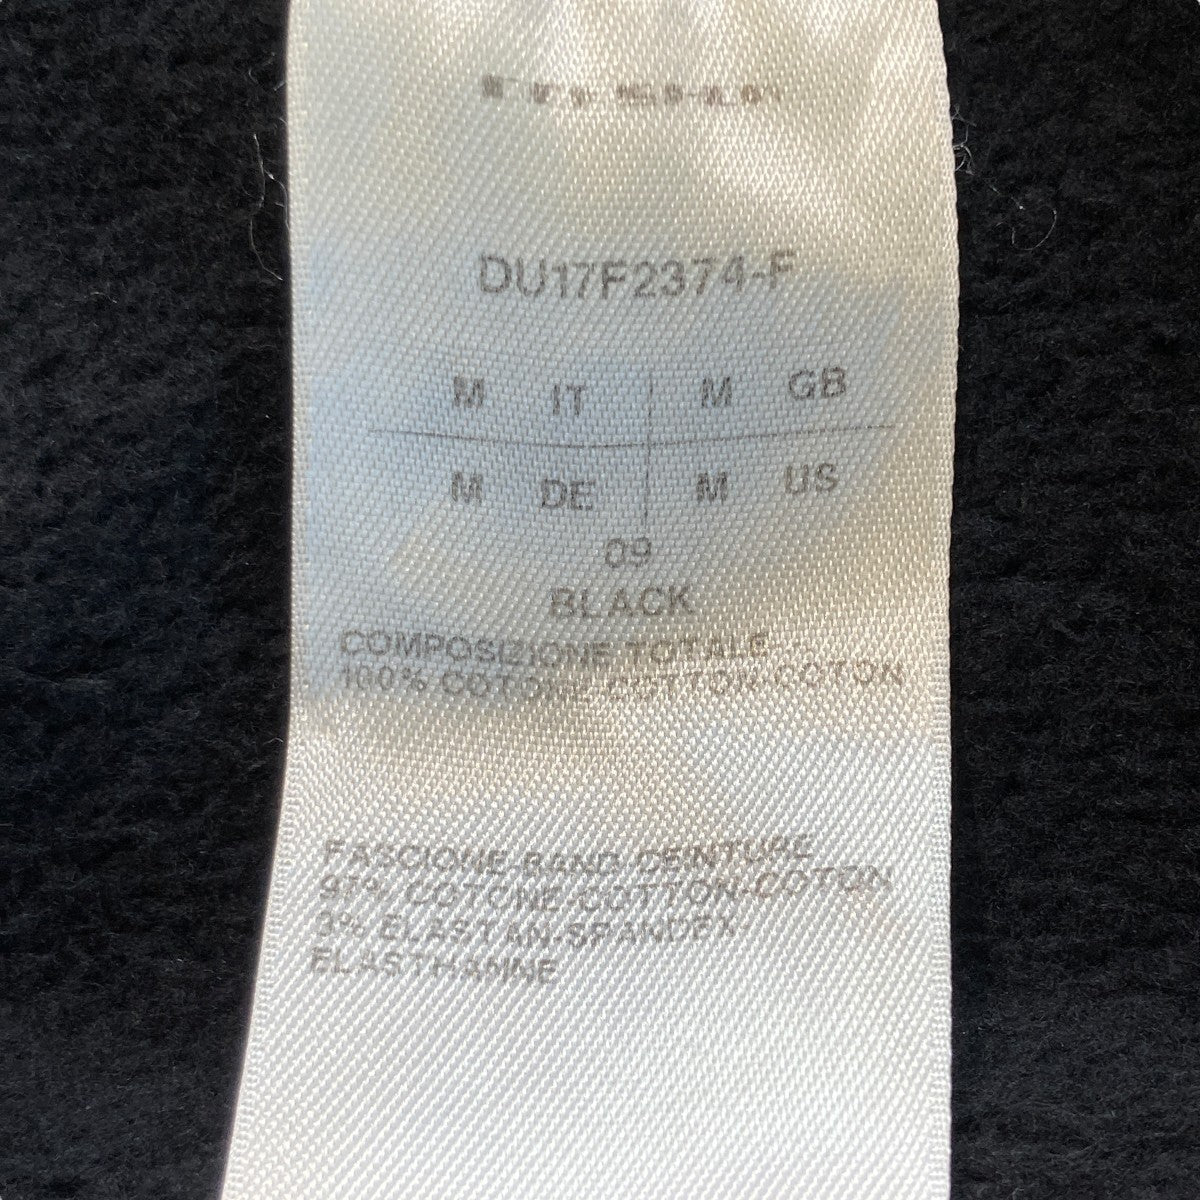 DU17F2374-F
M IT M GB
M DE M US
09
BLACK
COMPOSIZIONE TOTALE
100% COTONE-COTTON-COTON
FASCIONE-BAND-CEINTURE
97% COTONE-COTTON-COTON
3% ELASTAN-SPANDEX-
ELASTHANNE